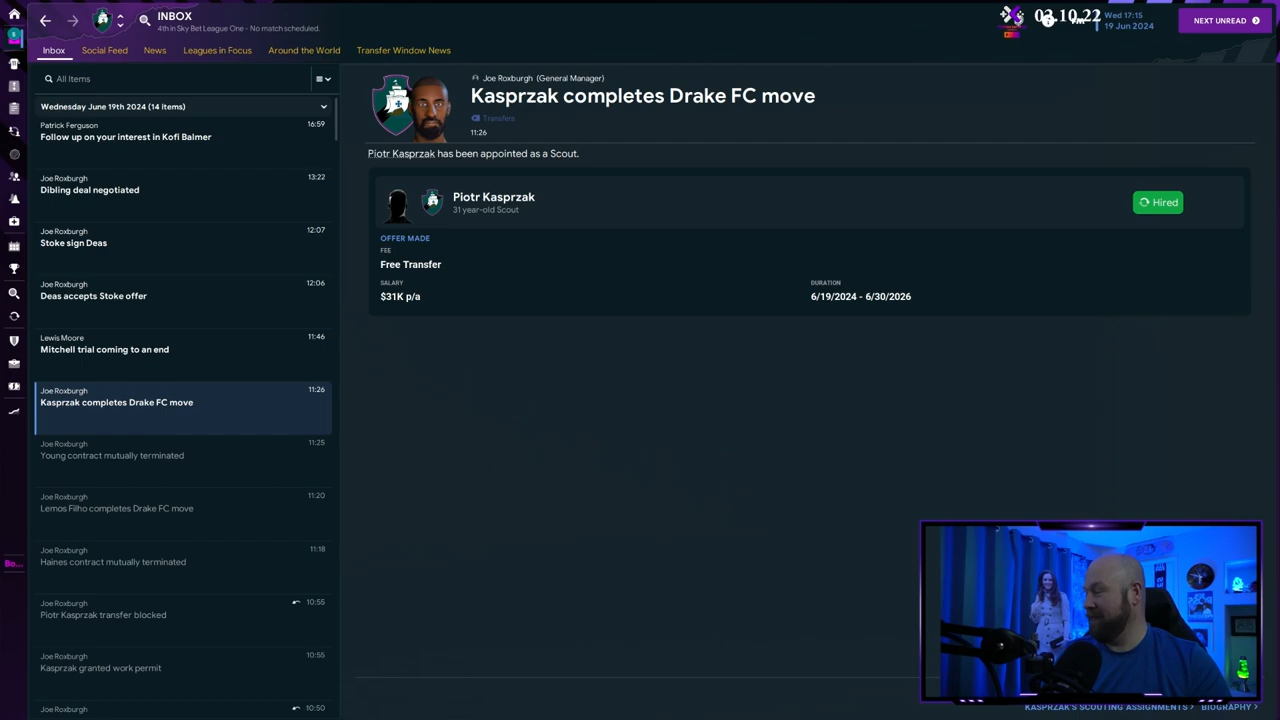 INBOX
4th in Sky Bet League One - No match scheduled.
03.10.22
Wed 17:15
19 Jun 2024
NEXT UNREAD
Inbox
Social Feed
News
Leagues in Focus
Around the World
Transfer Window News
All Items
Wednesday June 19th 2024 (14 items)
Patrick Ferguson
16:59
Follow up on your interest in Kofi Balmer
Joe Roxburgh
13:22
Dibling deal negotiated
Joe Roxburgh
12:07
Stoke sign Deas
Joe Roxburgh
12:06
Deas accepts Stoke offer
Lewis Moore
11:46
Mitchell trial coming to an end
Joe Roxburgh
11:26
Kasprzak completes Drake FC move
Joe Roxburgh
11:25
Young contract mutually terminated
Joe Roxburgh
11:20
Lemos Filho completes Drake FC move
Joe Roxburgh
11:18
Haines contract mutually terminated
Joe Roxburgh
10:55
Piotr Kasprzak transfer blocked
Joe Roxburgh
10:55
Kasprzak granted work permit
Joe Roxburgh
10:50
Bo...
Joe Roxburgh (General Manager)
Kasprzak completes Drake FC move
Transfers
11:26
Piotr Kasprzak has been appointed as a Scout.
Piotr Kasprzak
31 year-old Scout
Hired
OFFER MADE
FEE
Free Transfer
SALARY
$31K p/a
DURATION
6/19/2024 - 6/30/2026
KASPRZAK'S SCOUTING ASSIGNMENTS >
BIOGRAPHY >